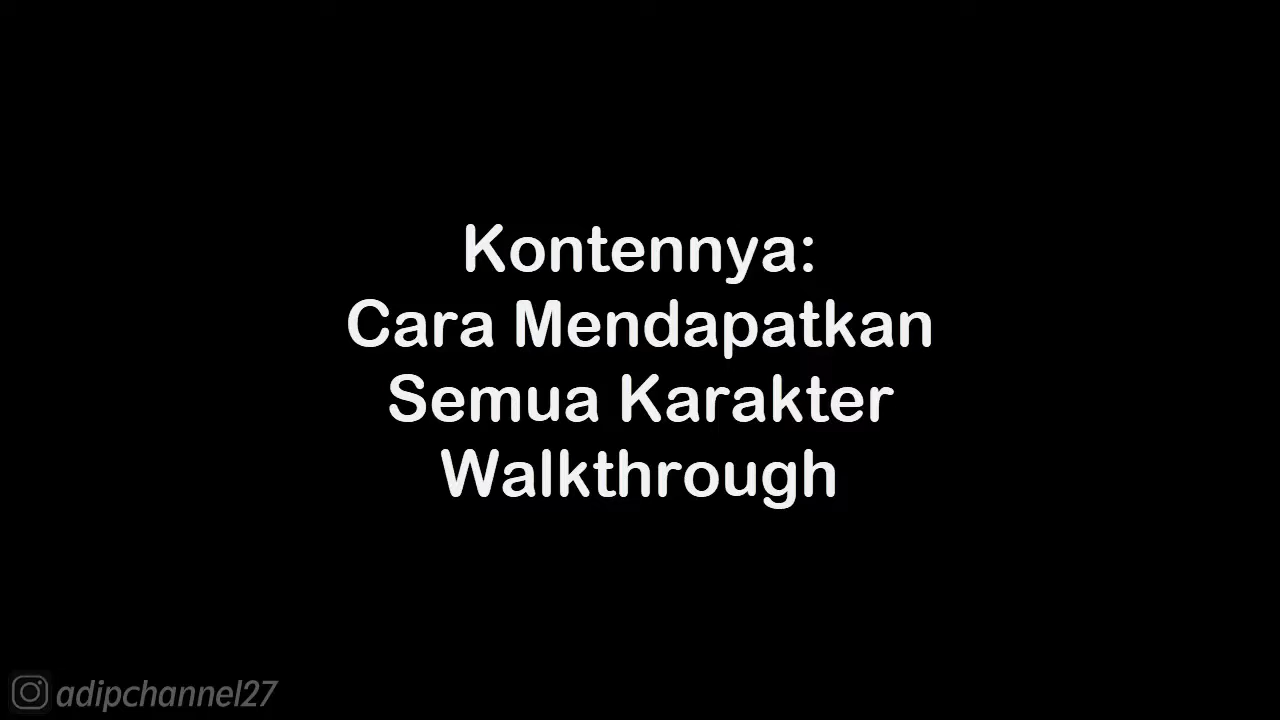 Kontennya:
Cara Mendapatkan
Semua Karakter
Walkthrough
adipchannel27